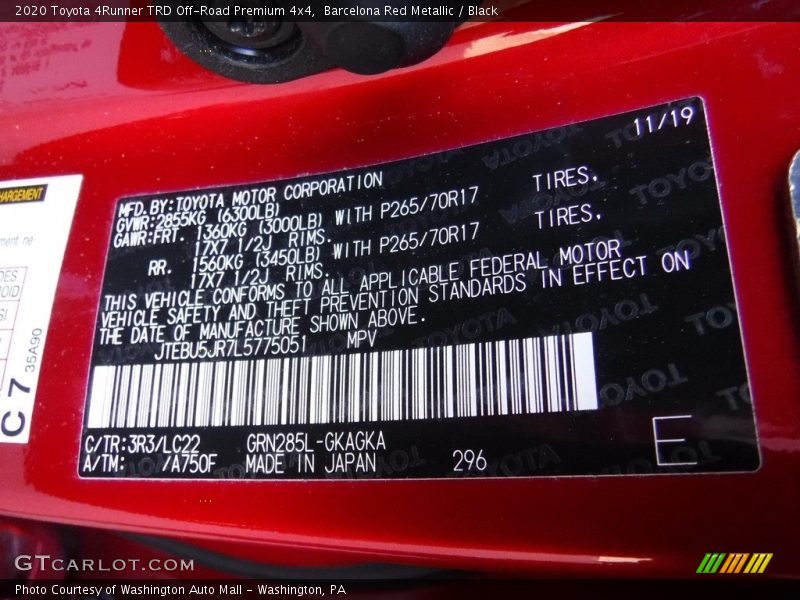 2020 Toyota 4Runner TRD Off-Road Premium 4x4,  Barcelona Red Metallic / Black
11/19
MFD. BY: TOYOTA MOTOR CORPORATION
GVWR: 2855KG (6300LB)
GAWR: FRT. 1360KG (3000LB) WITH P265/70R17 TIRES,
17X7 1/2J RIMS.
RR. 1560KG (3450LB) WITH P265/70R17 TIRES,
17X7 1/2J RIMS.
THIS VEHICLE CONFORMS TO ALL APPLICABLE FEDERAL MOTOR
VEHICLE SAFETY AND THEFT PREVENTION STANDARDS IN EFFECT ON
THE DATE OF MANUFACTURE SHOWN ABOVE.
JTEBU5JR7L5775051 MPV
C/TR: 3R3/LC22 GRN285L-GKAGKA
A/TM: /A750F MADE IN JAPAN 296
E
C7 35A90
GTCARLOT.COM
Photo Courtesy of Washington Auto Mall - Washington, PA